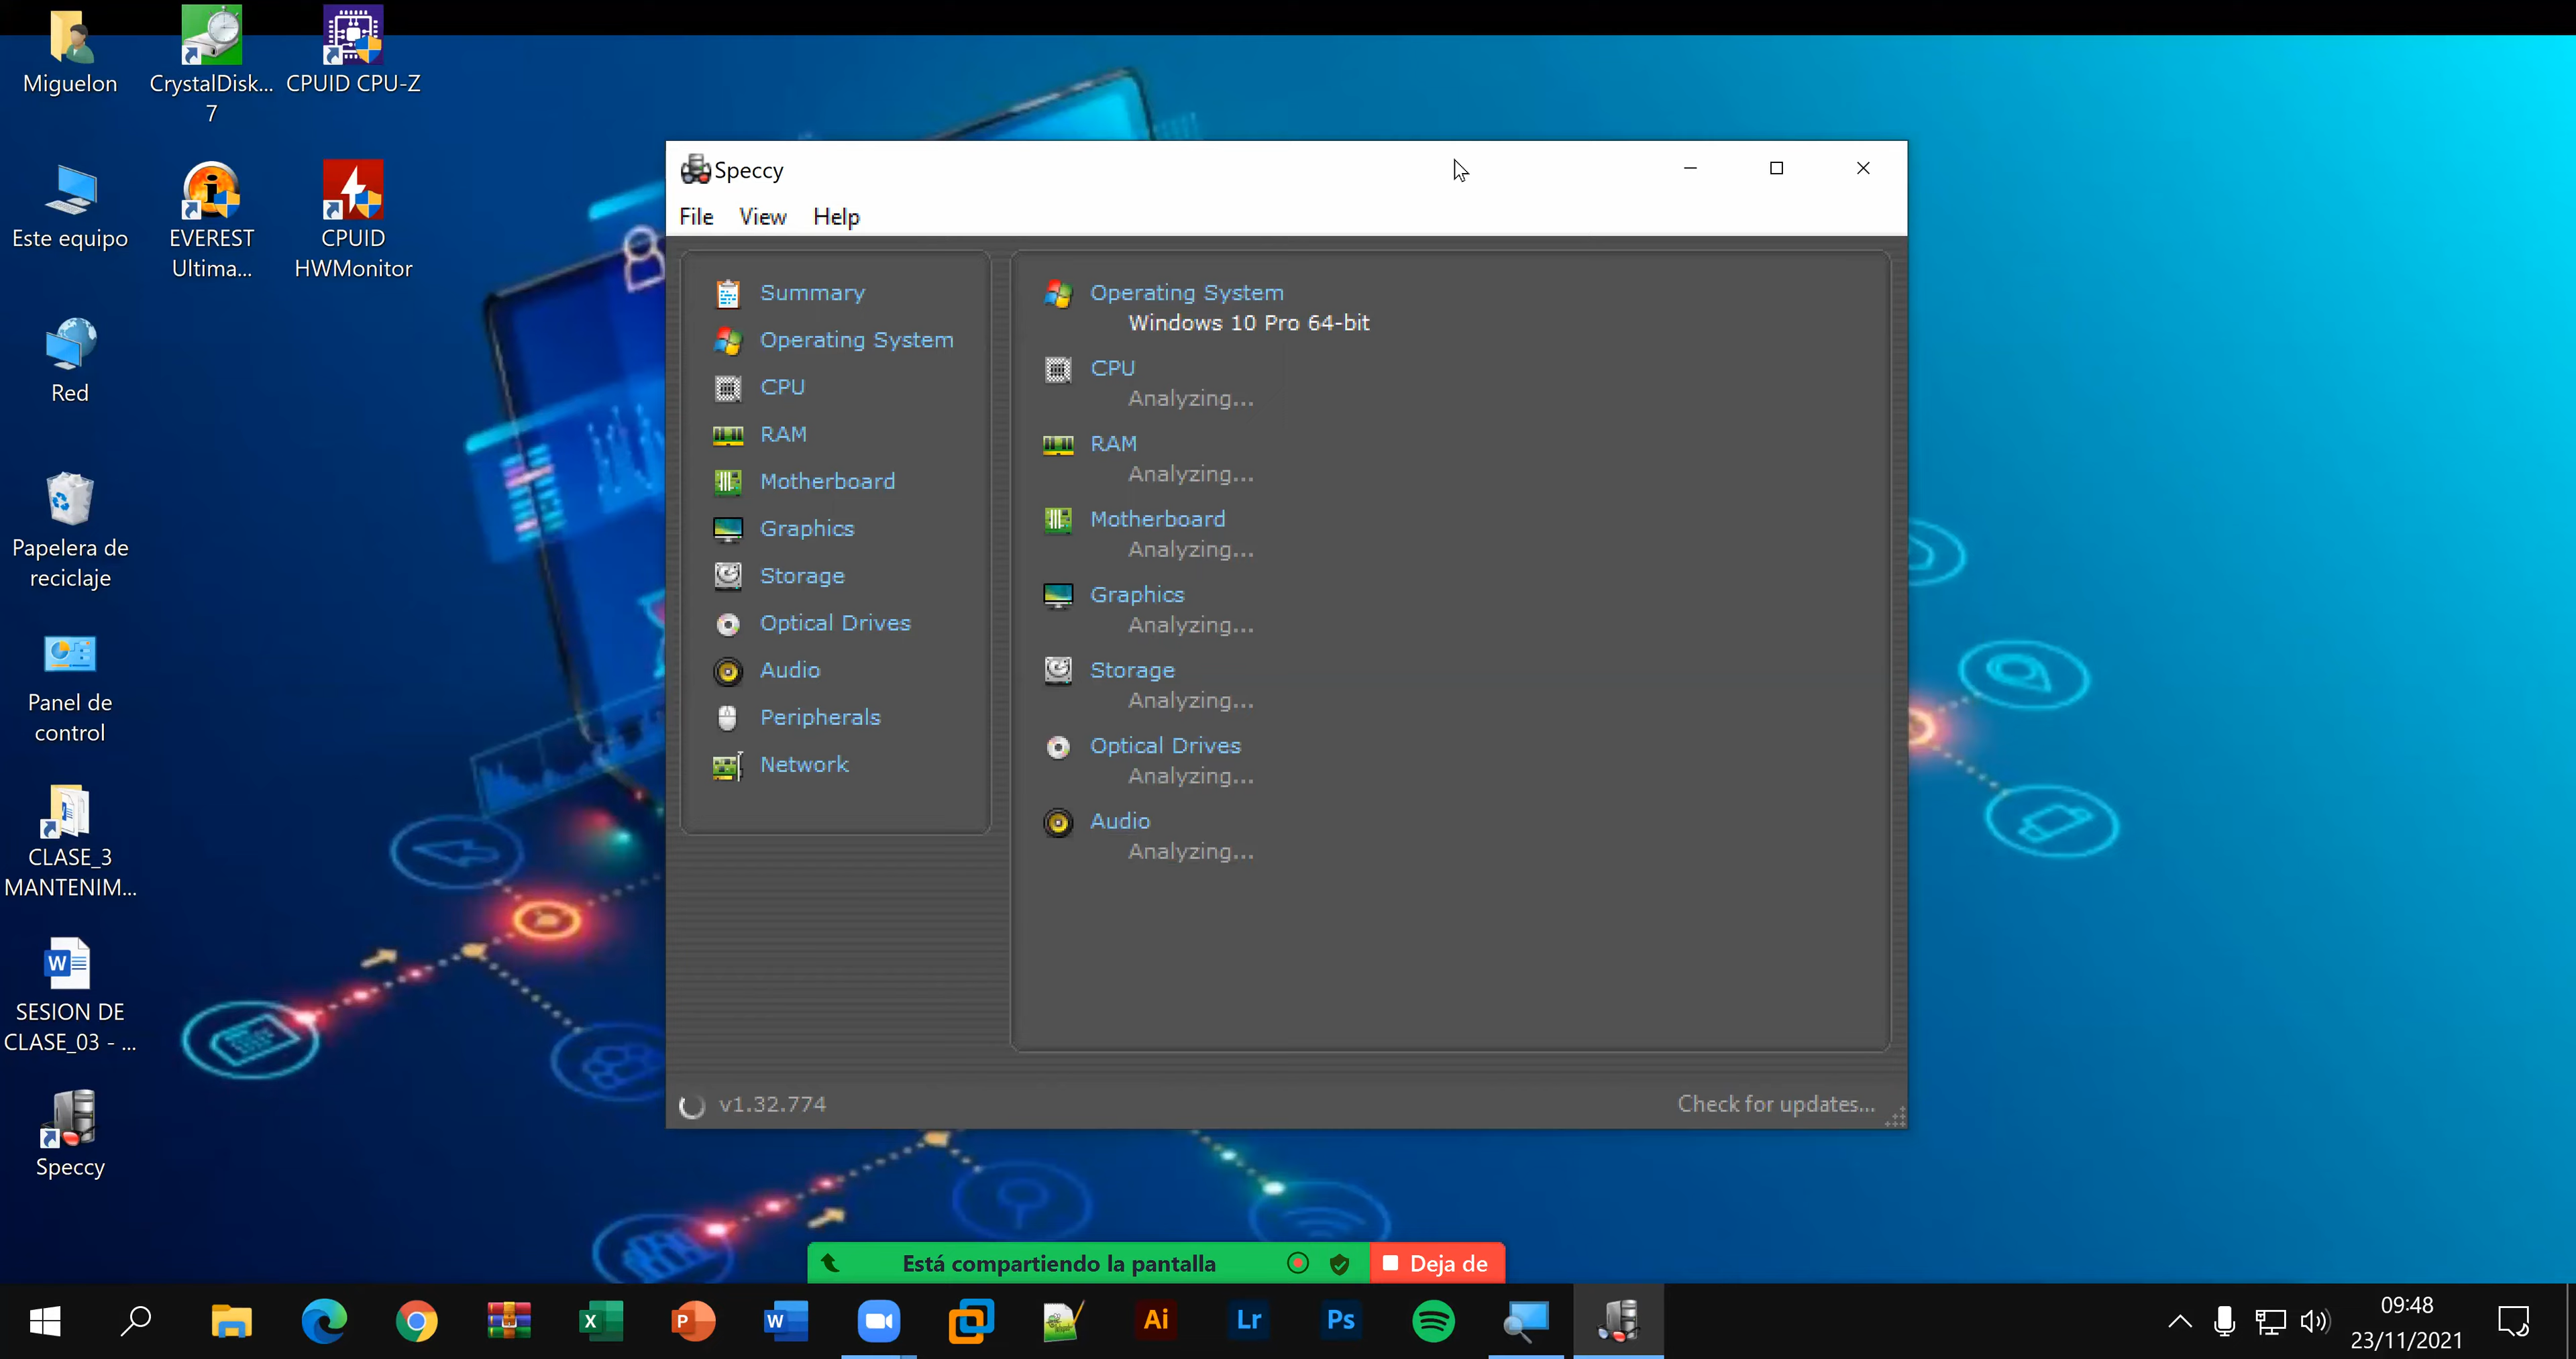 Miguelon
CrystalDisk...
7
CPUID CPU-Z
Este equipo
EVEREST
Ultima...
CPUID
HWMonitor
Red
Papelera de
reciclaje
Panel de
control
CLASE_3
MANTENIM...
W
SESION DE
CLASE_03 - ...
Speccy
Speccy
File View Help
Summary
Operating System
CPU
RAM
Motherboard
Graphics
Storage
Optical Drives
Audio
Peripherals
Network
Operating System
Windows 10 Pro 64-bit
CPU
Analyzing...
RAM
Analyzing...
Motherboard
Analyzing...
Graphics
Analyzing...
Storage
Analyzing...
Optical Drives
Analyzing...
Audio
Analyzing...
v1.32.774
Check for updates...
Está compartiendo la pantalla
Deja de
X
P
W
Ai
Lr
Ps
09:48
23/11/2021